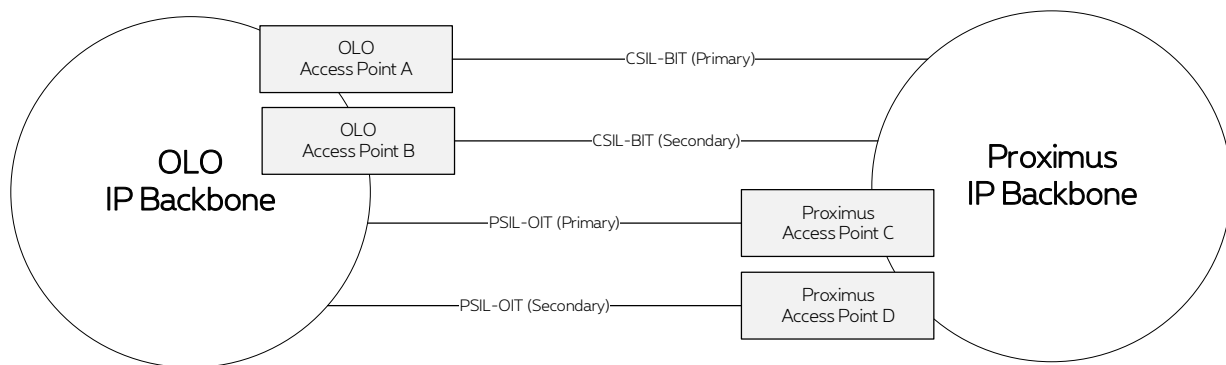 OLO
Access Point A
CSIL-BIT (Primary)
OLO
Access Point B
CSIL-BIT (Secondary)
OLO
IP Backbone
Proximus
IP Backbone
PSIL-OIT (Primary)
Proximus
Access Point C
PSIL-OIT (Secondary)
Proximus
Access Point D